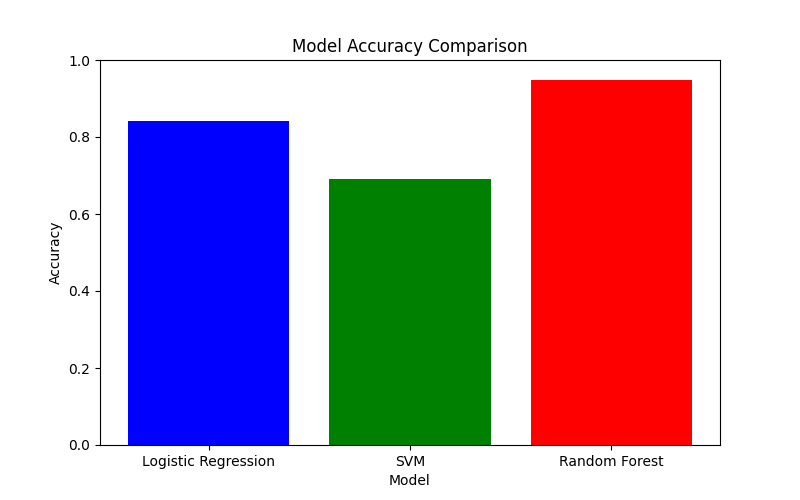 Model Accuracy Comparison
1.0
0.8
0.6
0.4
0.2
0.0
Accuracy
Logistic Regression
SVM
Random Forest
Model